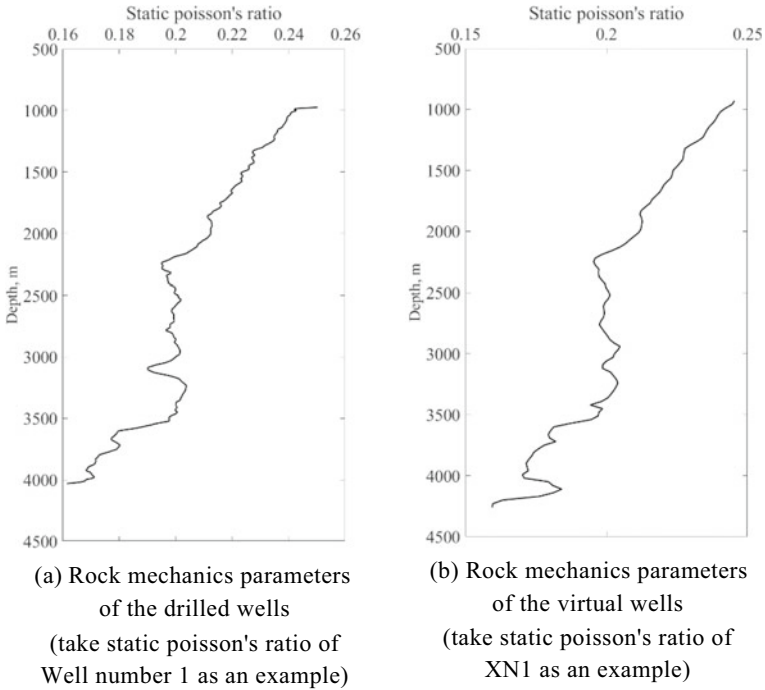 Static poisson's ratio
0.16 0.18 0.2 0.22 0.24 0.26
500
1000
1500
2000
2500
3000
3500
4000
4500
Depth, m
(a) Rock mechanics parameters
of the drilled wells
(take static poisson's ratio of
Well number 1 as an example)
Static poisson's ratio
0.15 0.2 0.25
500
1000
1500
2000
2500
3000
3500
4000
4500
Depth, m
(b) Rock mechanics parameters
of the virtual wells
(take static poisson's ratio of
XN1 as an example)